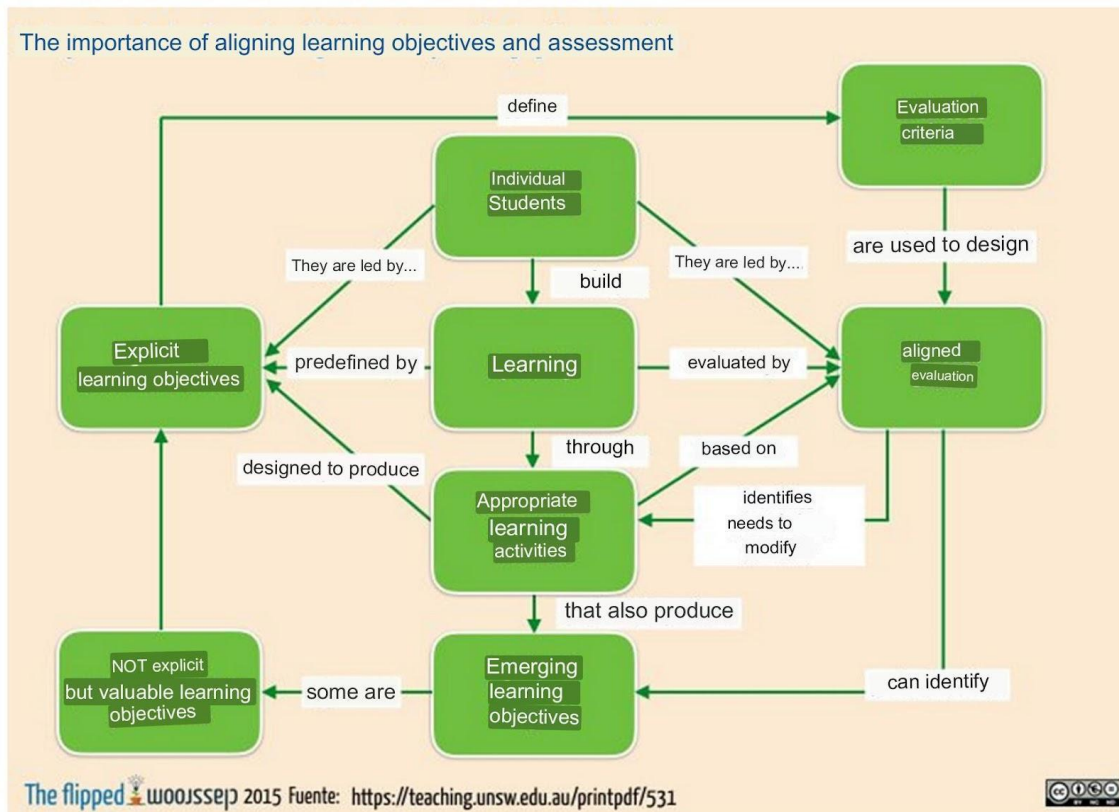 The importance of aligning learning objectives and assessment
define
Evaluation
criteria
Individual
Students
are used to design
They are led by...
They are led by....
build
Explicit
learning objectives
predefined by
Learning
evaluated by
aligned
evaluation
through
designed to produce
based on
Appropriate
learning
activities
identifies
needs to
modify
that also produce
NOT explicit
but valuable learning
objectives
some are
Emerging
learning
objectives
can identify
The flipped classroom 2015 Fuente: https://teaching.unsw.edu.au/printpdf/531
cc